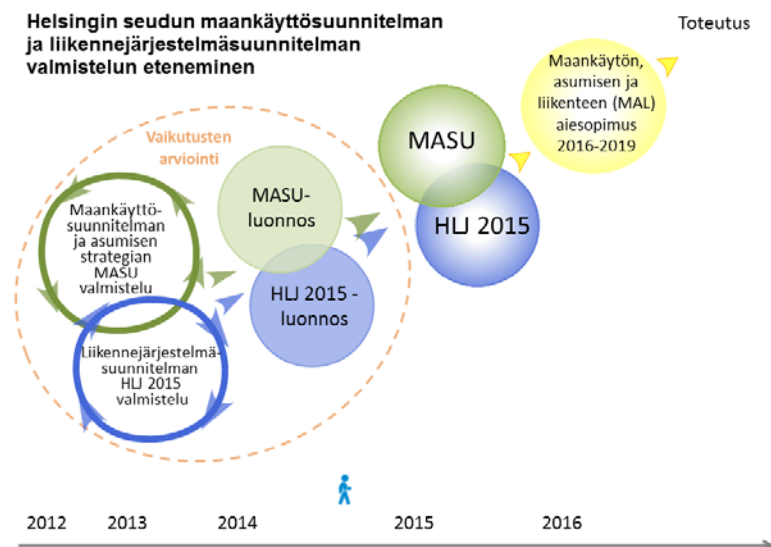 Helsingin seudun maankäyttösuunnitelman
ja liikennejärjestelmäsuunnitelman
valmistelun eteneminen
Toteutus
Maankäytön,
asumisen ja
liikenteen (MAL)
aiesopimus
2016-2019
Vaikutusten
arviointi
MASU
HLJ 2015
MASU-
luonnos
HLJ 2015 -
luonnos
Maankäyttö-
suunnitelman
ja asumisen
strategian
MASU
valmistelu
Liikennejärjestelmä-
suunnitelman
HLJ 2015
valmistelu
2012 2013 2014 2015 2016